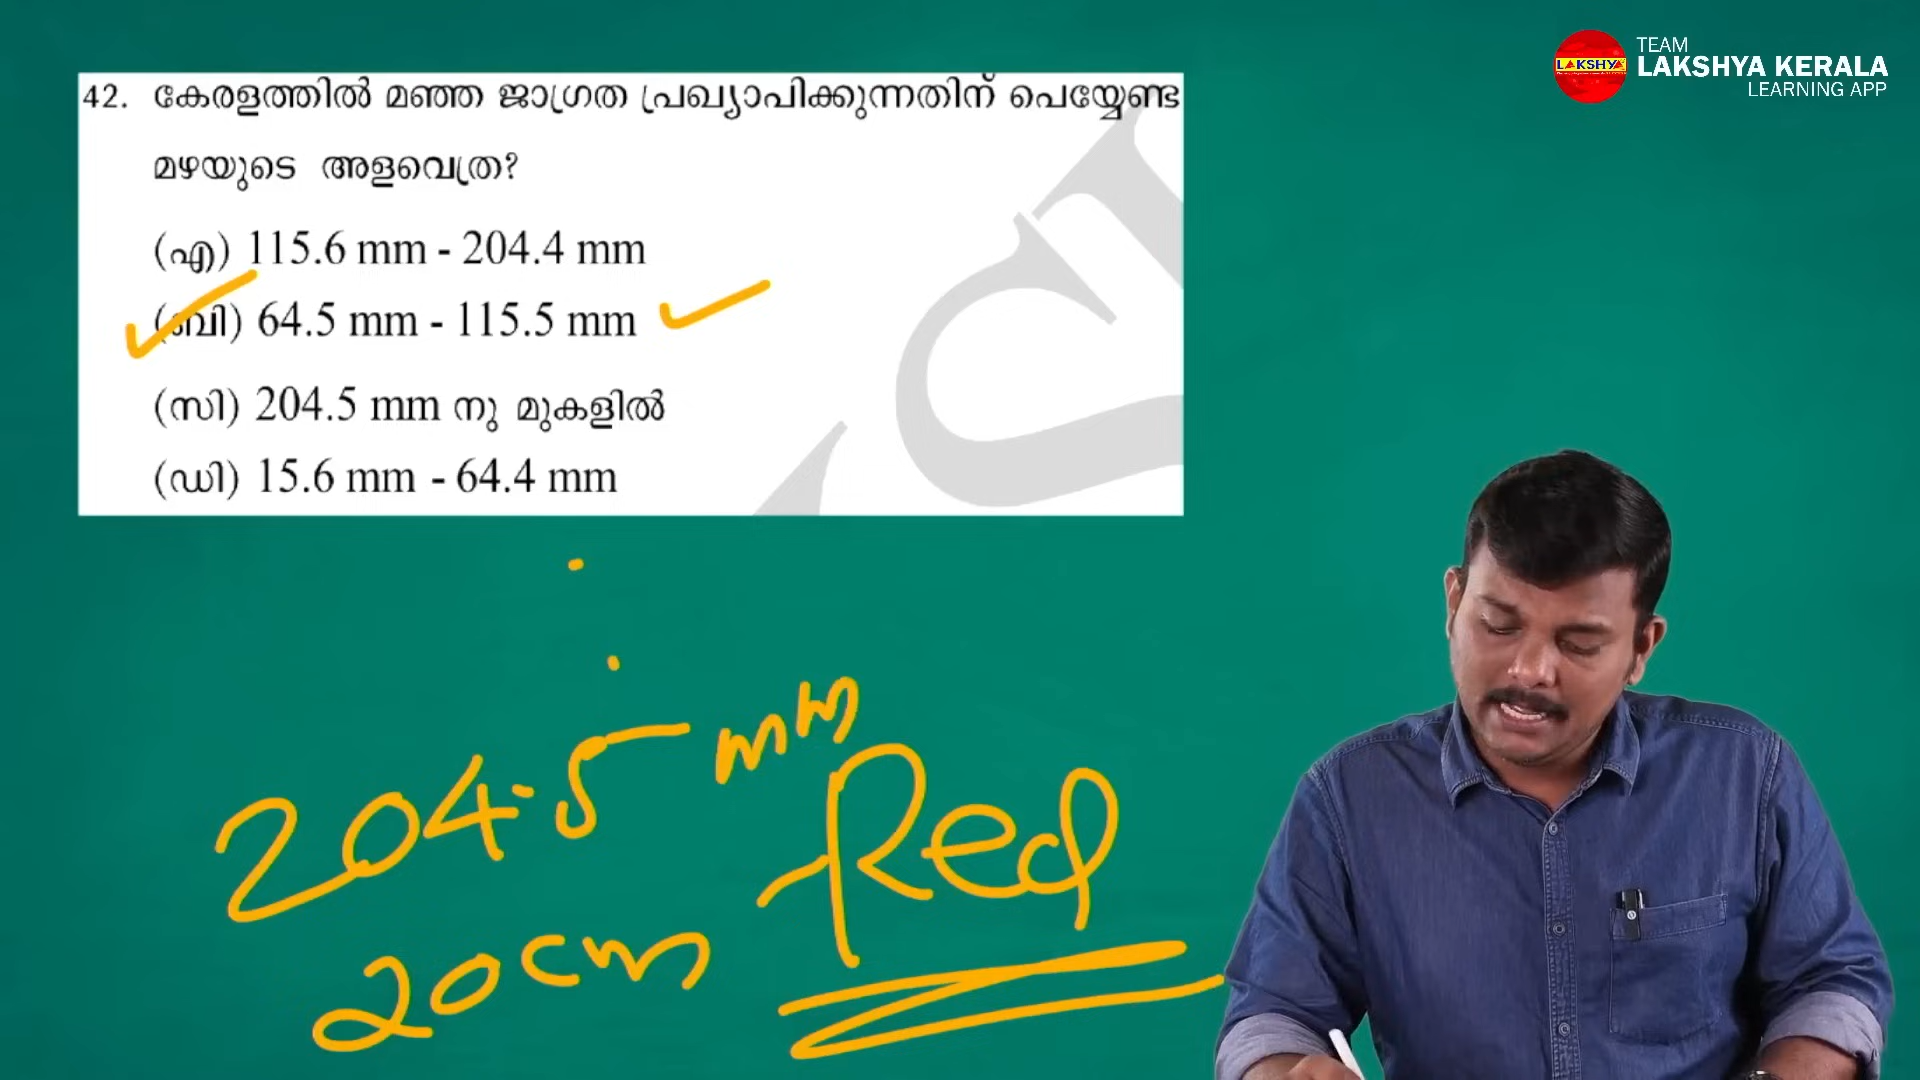 TEAM
LAKSHYA KERALA
LEARNING APP
LAKSHYA
42. കേരളത്തിൽ മഞ്ഞ ജാഗ്രത പ്രഖ്യാപിക്കുന്നതിന് പെയ്യേണ്ട
മഴയുടെ അളവെത്ര?
(എ) 115.6 mm - 204.4 mm
(ബി) 64.5 mm - 115.5 mm
(സി) 204.5 mm നു മുകളിൽ
(ഡി) 15.6 mm - 64.4 mm
204.5 mm
Red
20cm